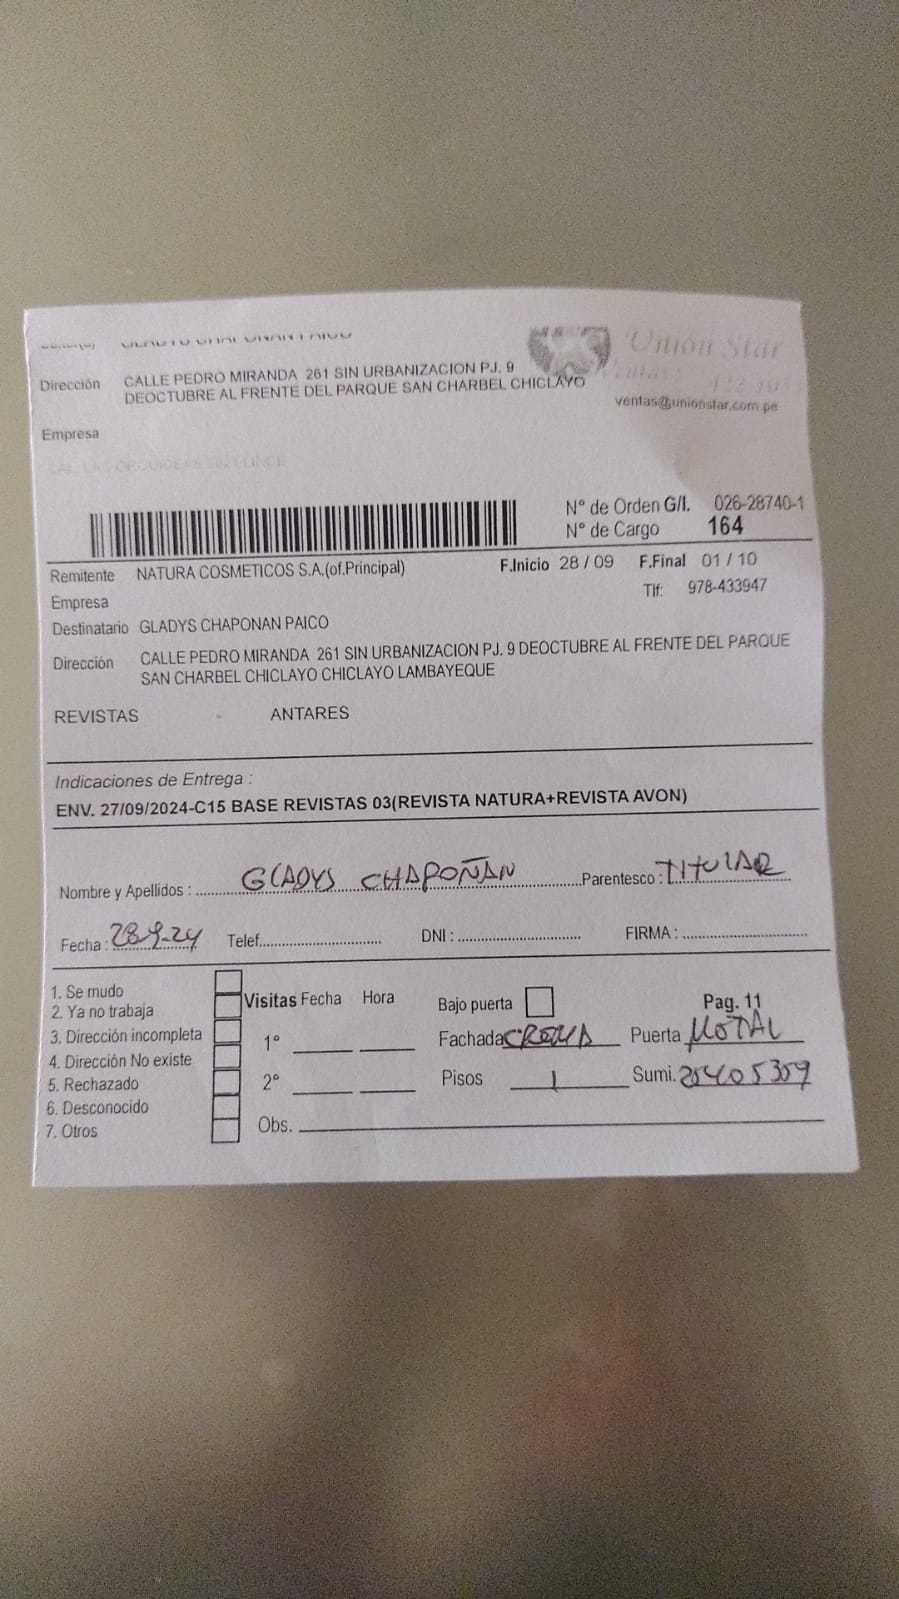 GLADYS CHAPONAN PAICO
Unión Star
Dirección CALLE PEDRO MIRANDA 261 SIN URBANIZACION PJ. 9
DEOCTUBRE AL FRENTE DEL PARQUE SAN CHARBEL CHICLAYO
ventas@unionstar.com.pe
Empresa
N° de Orden G/I. 026-28740-1
N° de Cargo 164
Remitente NATURA COSMETICOS S.A.(of.Principal) F.Inicio 28 / 09 F.Final 01 / 10
Empresa Tlf: 978-433947
Destinatario GLADYS CHAPONAN PAICO
Dirección CALLE PEDRO MIRANDA 261 SIN URBANIZACION PJ. 9 DEOCTUBRE AL FRENTE DEL PARQUE
SAN CHARBEL CHICLAYO CHICLAYO LAMBAYEQUE
REVISTAS - ANTARES
Indicaciones de Entrega :
ENV. 27/09/2024-C15 BASE REVISTAS 03(REVISTA NATURA+REVISTA AVON)
Nombre y Apellidos : GLADYS CHAPOÑAN Parentesco : TITULAR
Fecha : 28-9-24 Telef. DNI : FIRMA :
1. Se mudo
2. Ya no trabaja
3. Dirección incompleta
4. Dirección No existe
5. Rechazado
6. Desconocido
7. Otros
Visitas Fecha Hora Bajo puerta Pag. 11
1° Fachada CREMA Puerta METAL
2° Pisos 1 Sumi. 25405359
Obs.